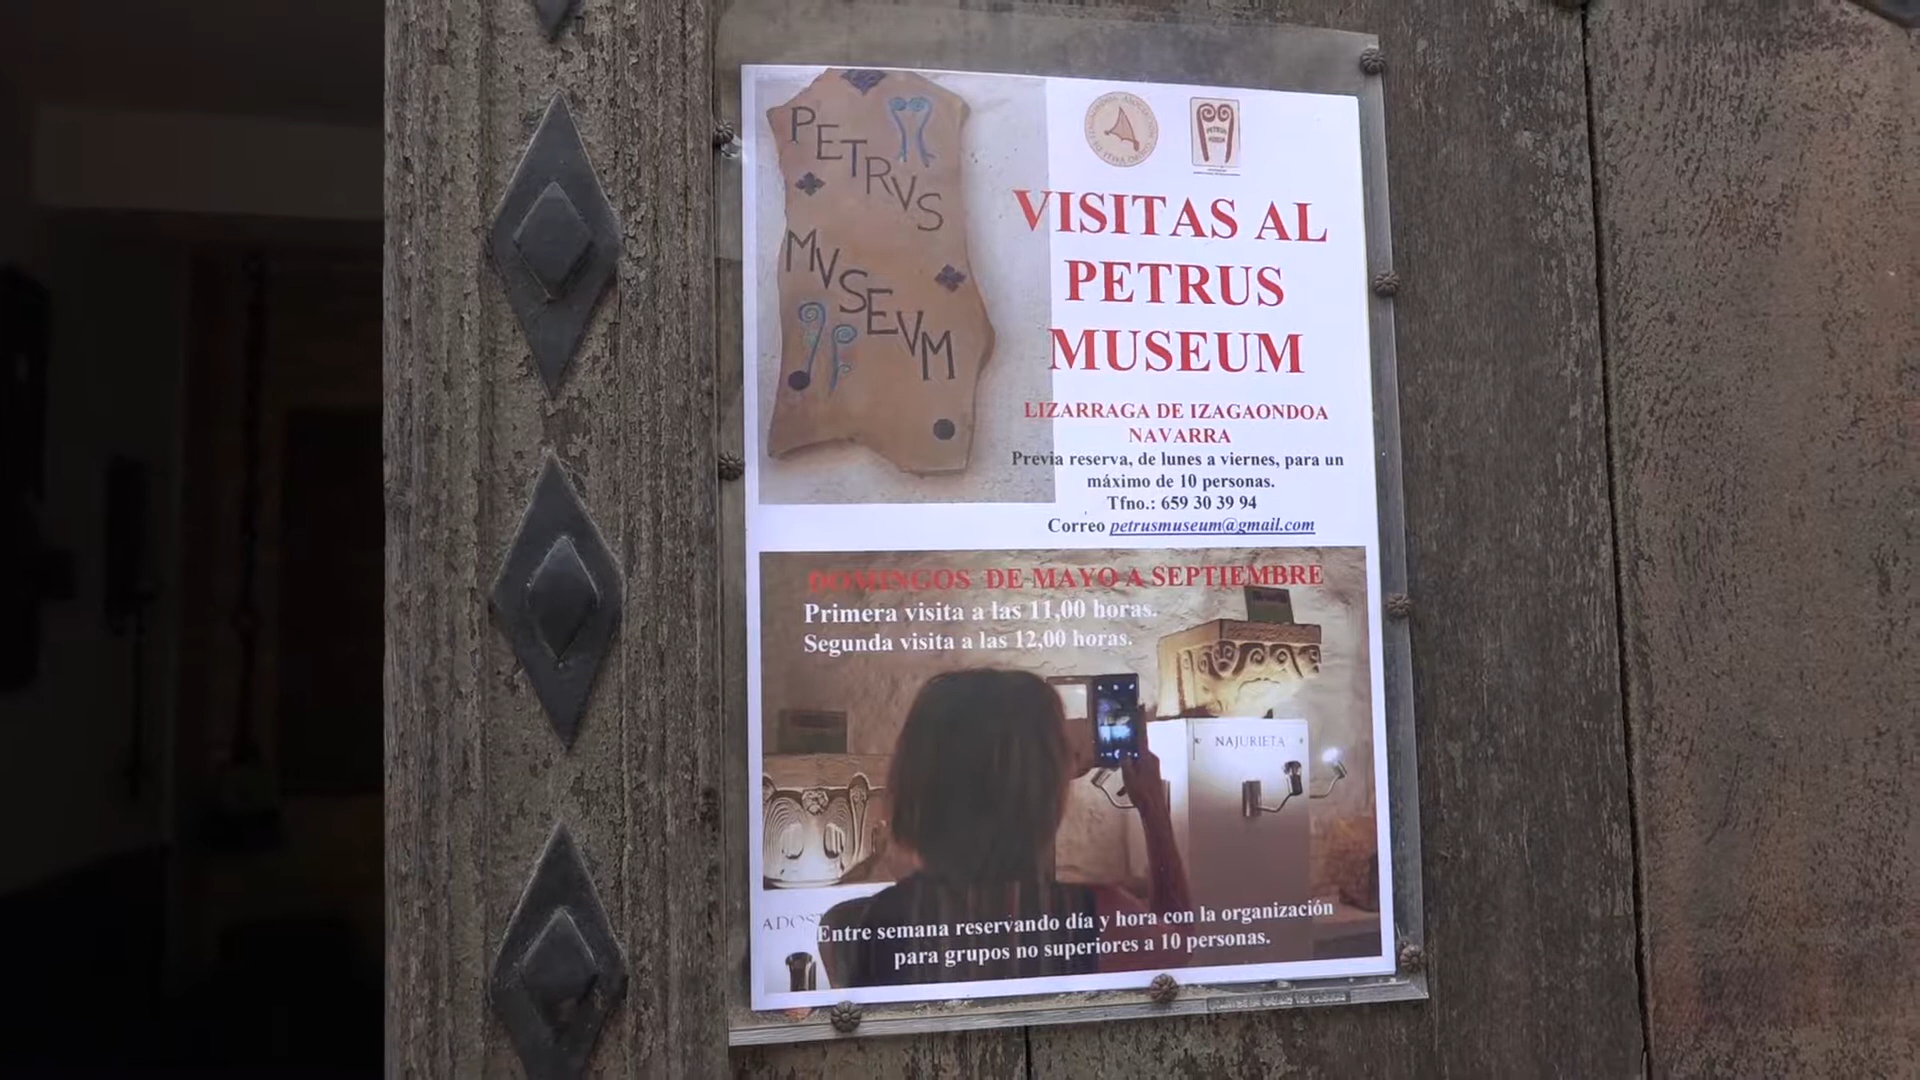 PETRVS
MVSEVM
PETRUS
VISITAS AL
PETRUS
MUSEUM
LIZARRAGA DE IZAGAONDOA
NAVARRA
Previa reserva, de lunes a viernes, para un
máximo de 10 personas.
Tfno.: 659 30 39 94
Correo petrusmuseum@gmail.com
DOMINGOS DE MAYO A SEPTIEMBRE
Primera visita a las 11,00 horas.
Segunda visita a las 12,00 horas.
NAJURIETA
ADOS
Entre semana reservando día y hora con la organización
para grupos no superiores a 10 personas.